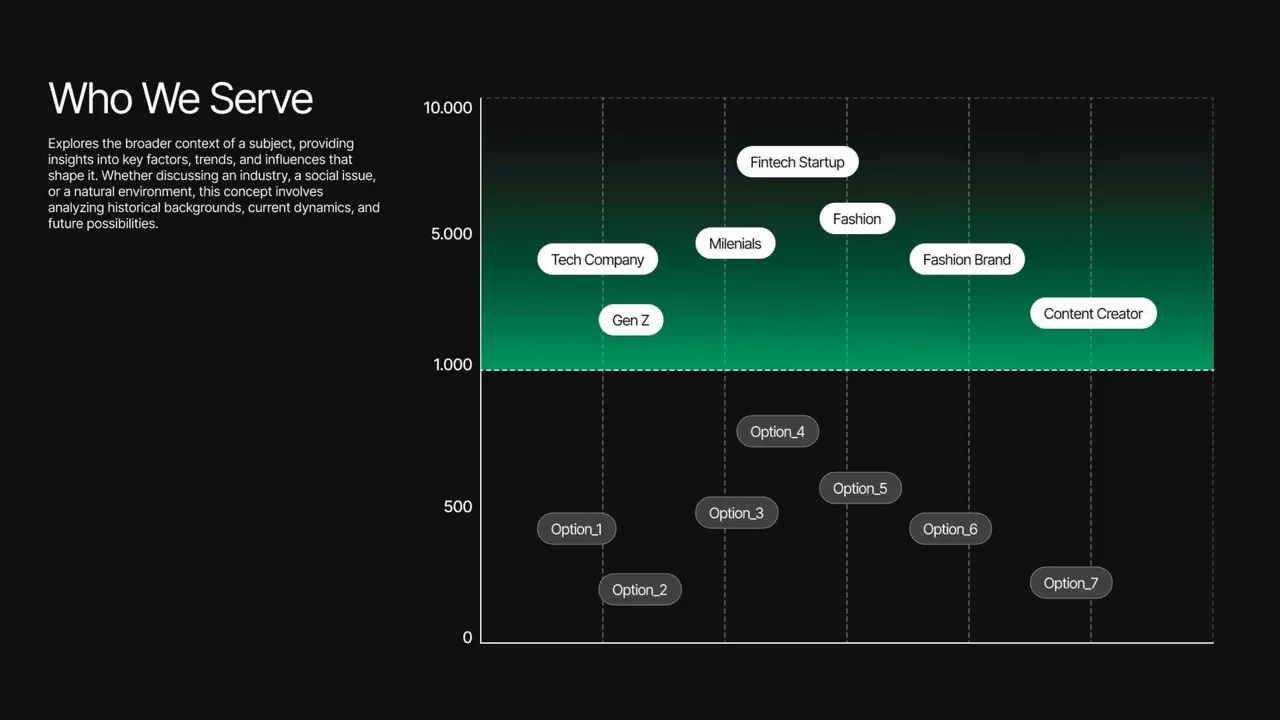 Who We Serve
Explores the broader context of a subject, providing
insights into key factors, trends, and influences that
shape it. Whether discussing an industry, a social issue,
or a natural environment, this concept involves
analyzing historical backgrounds, current dynamics, and
future possibilities.
10.000
5.000
1.000
500
0
Fintech Startup
Fashion
Milenials
Tech Company
Fashion Brand
Gen Z
Content Creator
Option_4
Option_5
Option_3
Option_1
Option_6
Option_2
Option_7